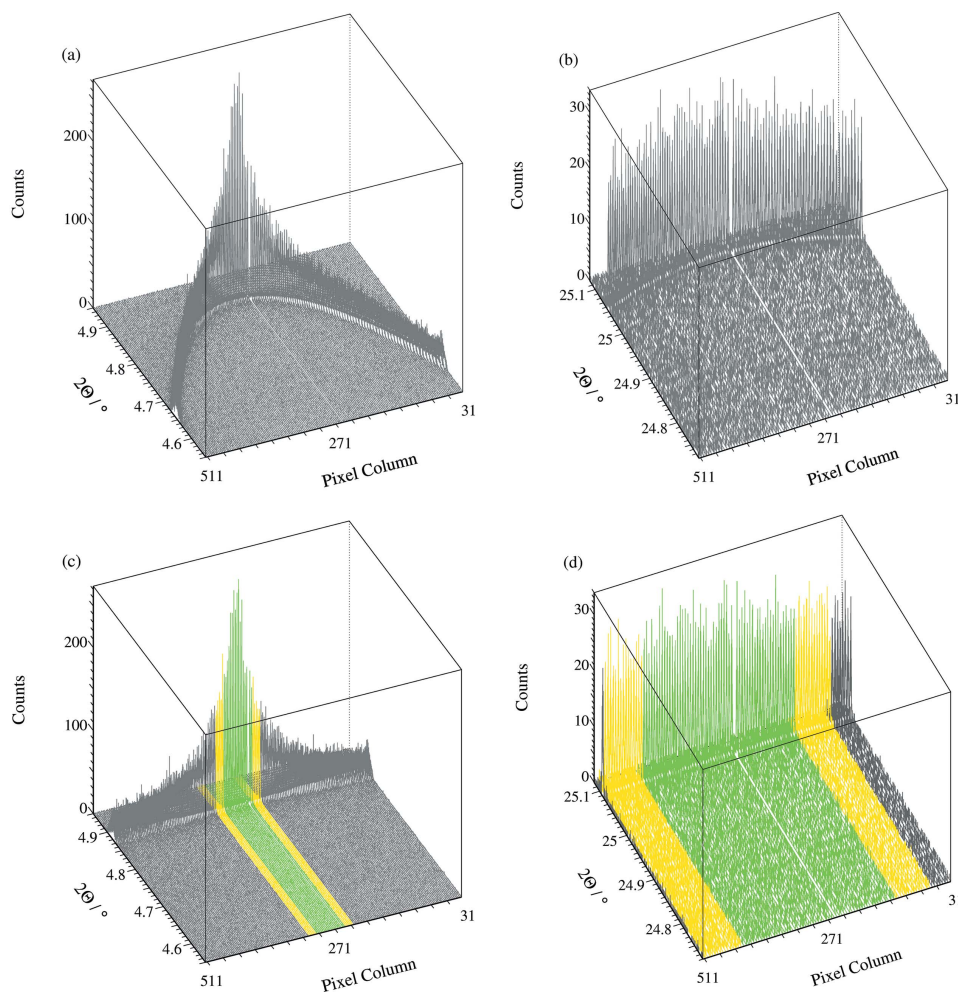 (a)
200
100
0
Counts
4.9
4.8
4.7
4.6
2Θ / °
511
271
31
Pixel Column
(b)
30
20
10
0
Counts
25.1
25
24.9
24.8
2Θ / °
511
271
31
Pixel Column
(c)
200
100
0
Counts
4.9
4.8
4.7
4.6
2Θ / °
511
271
31
Pixel Column
(d)
30
20
10
0
Counts
25.1
25
24.9
24.8
2Θ / °
511
271
3
Pixel Column